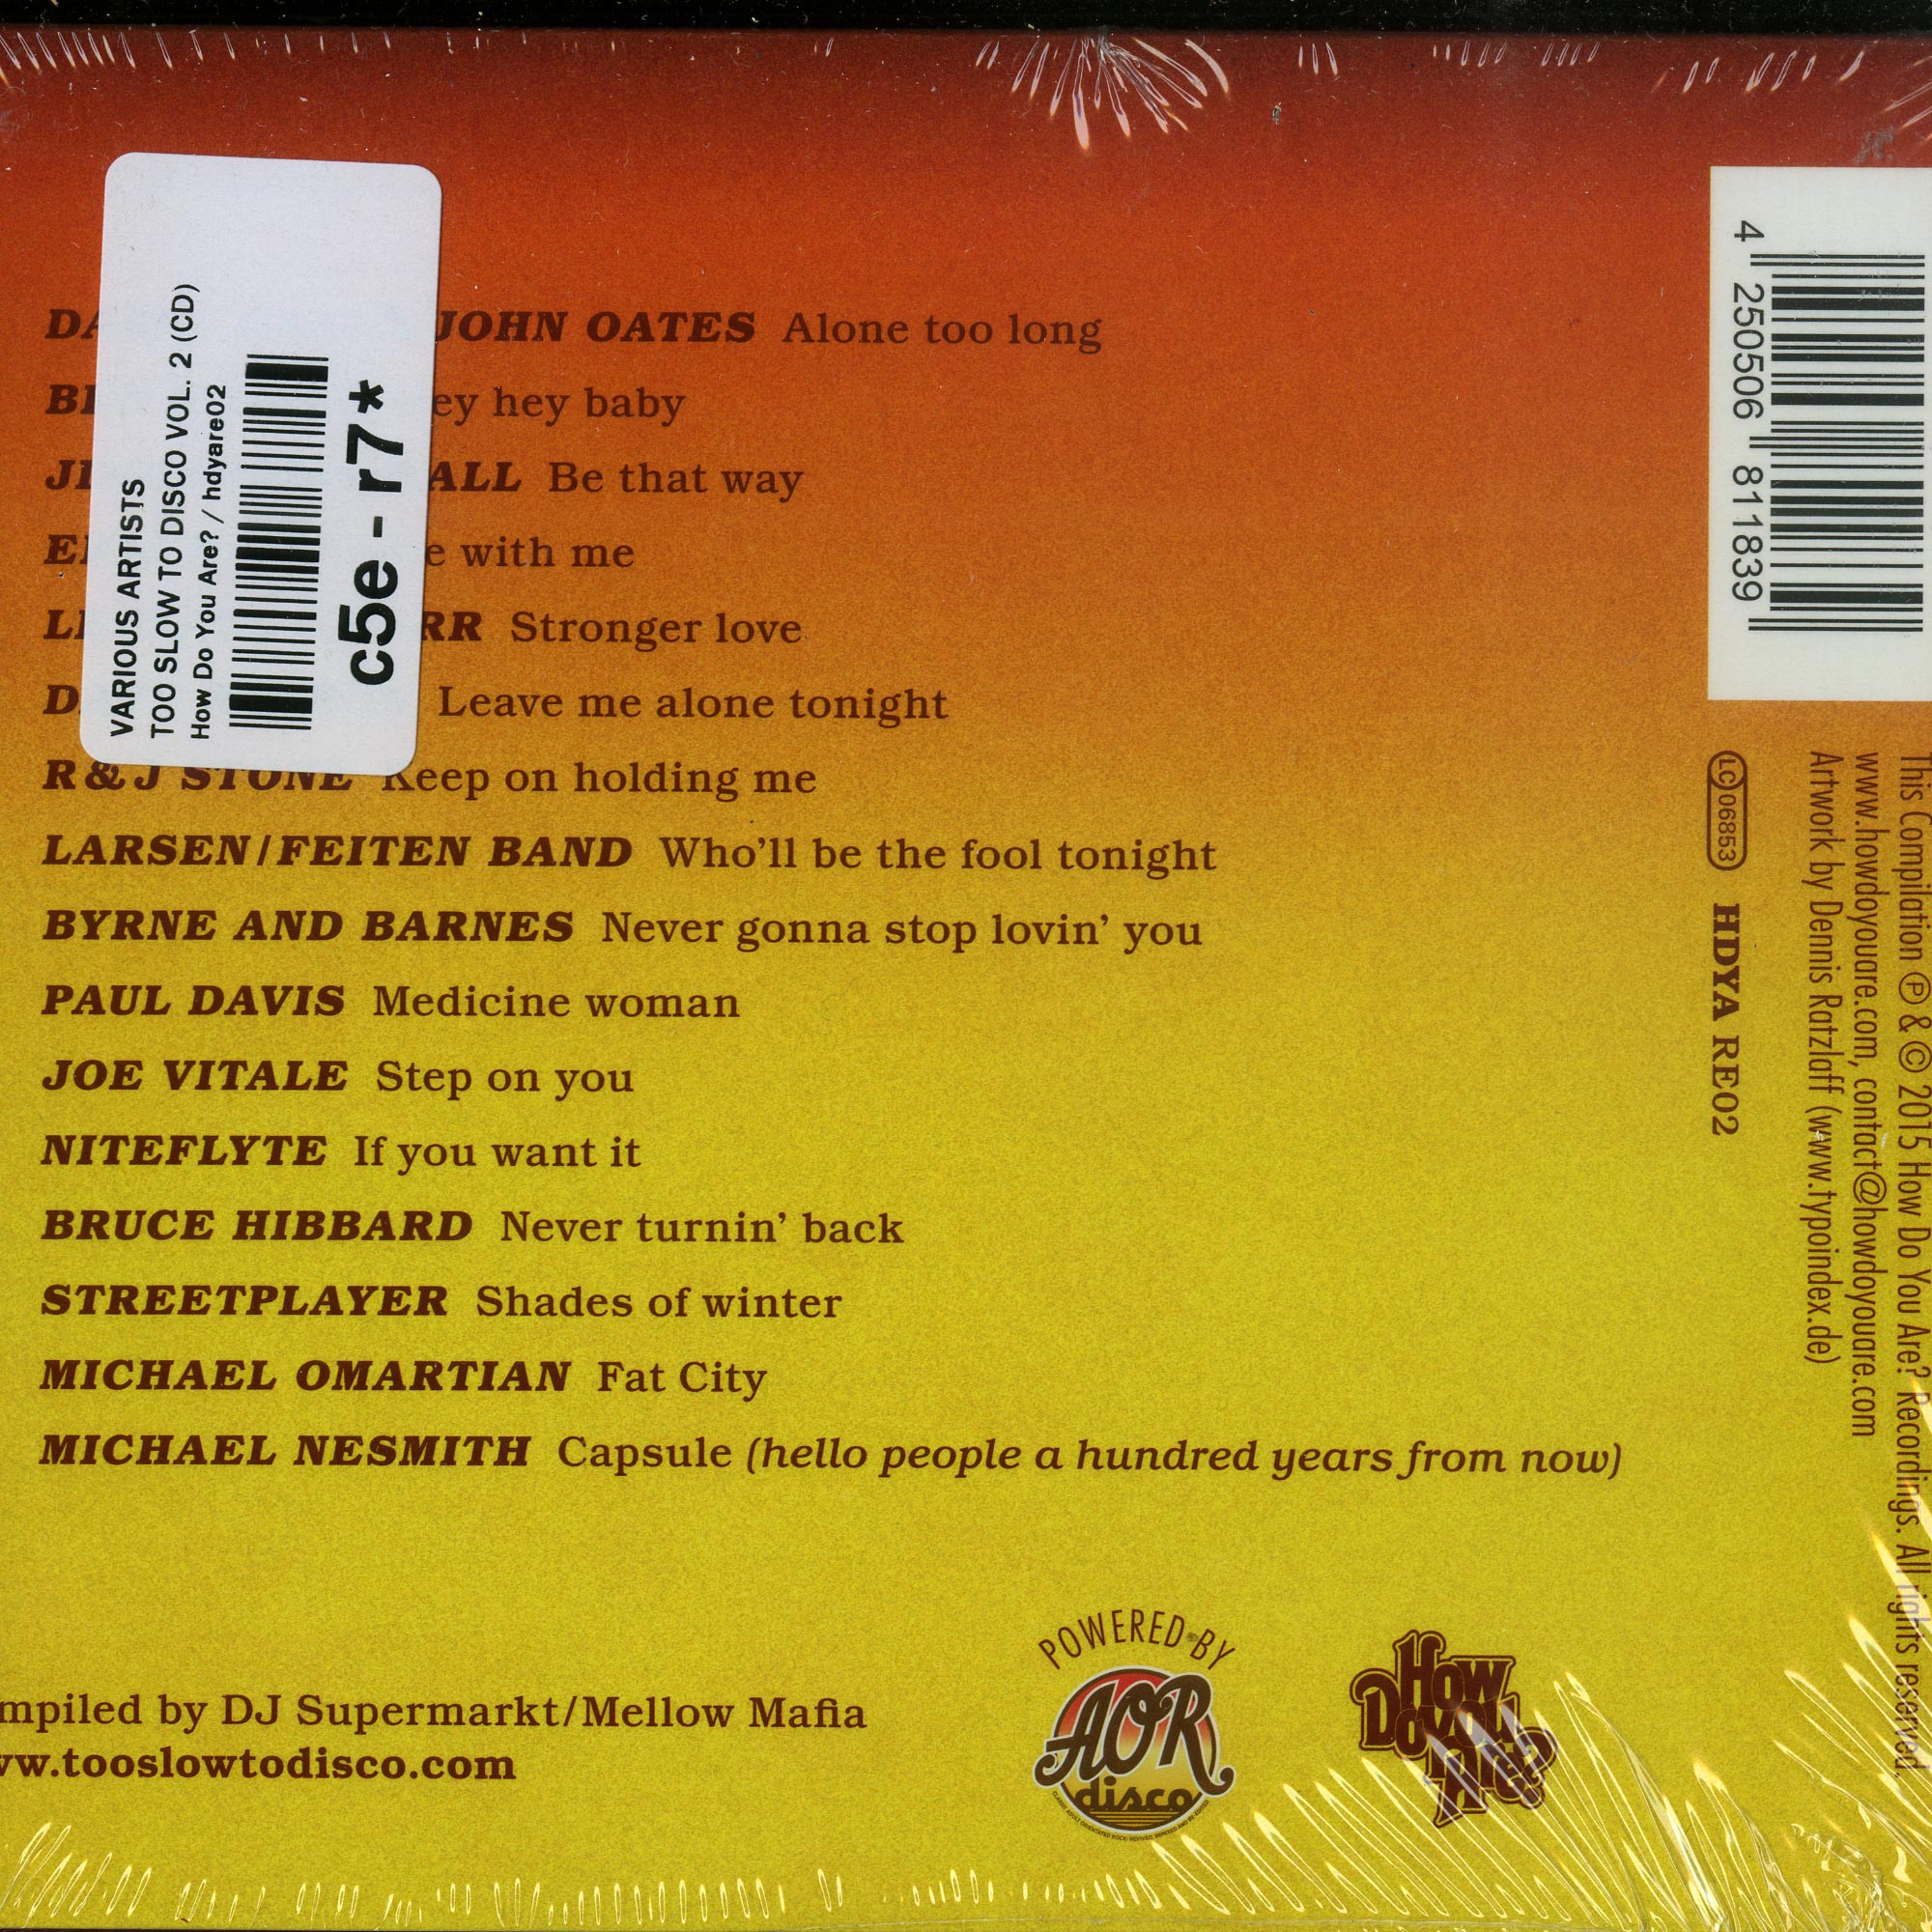 JOHN OATES Alone too long
hey baby
Be that way
with me
Stronger love
Leave me alone tonight
R & J STONE Keep on holding me
LARSEN/FEITEN BAND Who'll be the fool tonight
BYRNE AND BARNES Never gonna stop lovin' you
PAUL DAVIS Medicine woman
JOE VITALE Step on you
NITEFLYTE If you want it
BRUCE HIBBARD Never turnin' back
STREETPLAYER Shades of winter
MICHAEL OMARTIAN Fat City
MICHAEL NESMITH Capsule (hello people a hundred years from now)
by DJ Supermarkt/Mellow Mafia
www.tooslowtodisco.com
VARIOUS ARTISTS
TOO SLOW TO DISCO VOL. 2 (CD)
How Do You Are? / hdyare02
c5e - r7*
POWERED BY
AOR
disco
How
Do You
Are?
4 250506 811839
LC 06853
HDYA RE02
This Compilation ℗ & © 2015 How Do You Are? Recordings. All rights reserved.
www.howdoyouare.com, contact@howdoyouare.com
Artwork by Dennis Ratzlaff (www.typoindex.de)